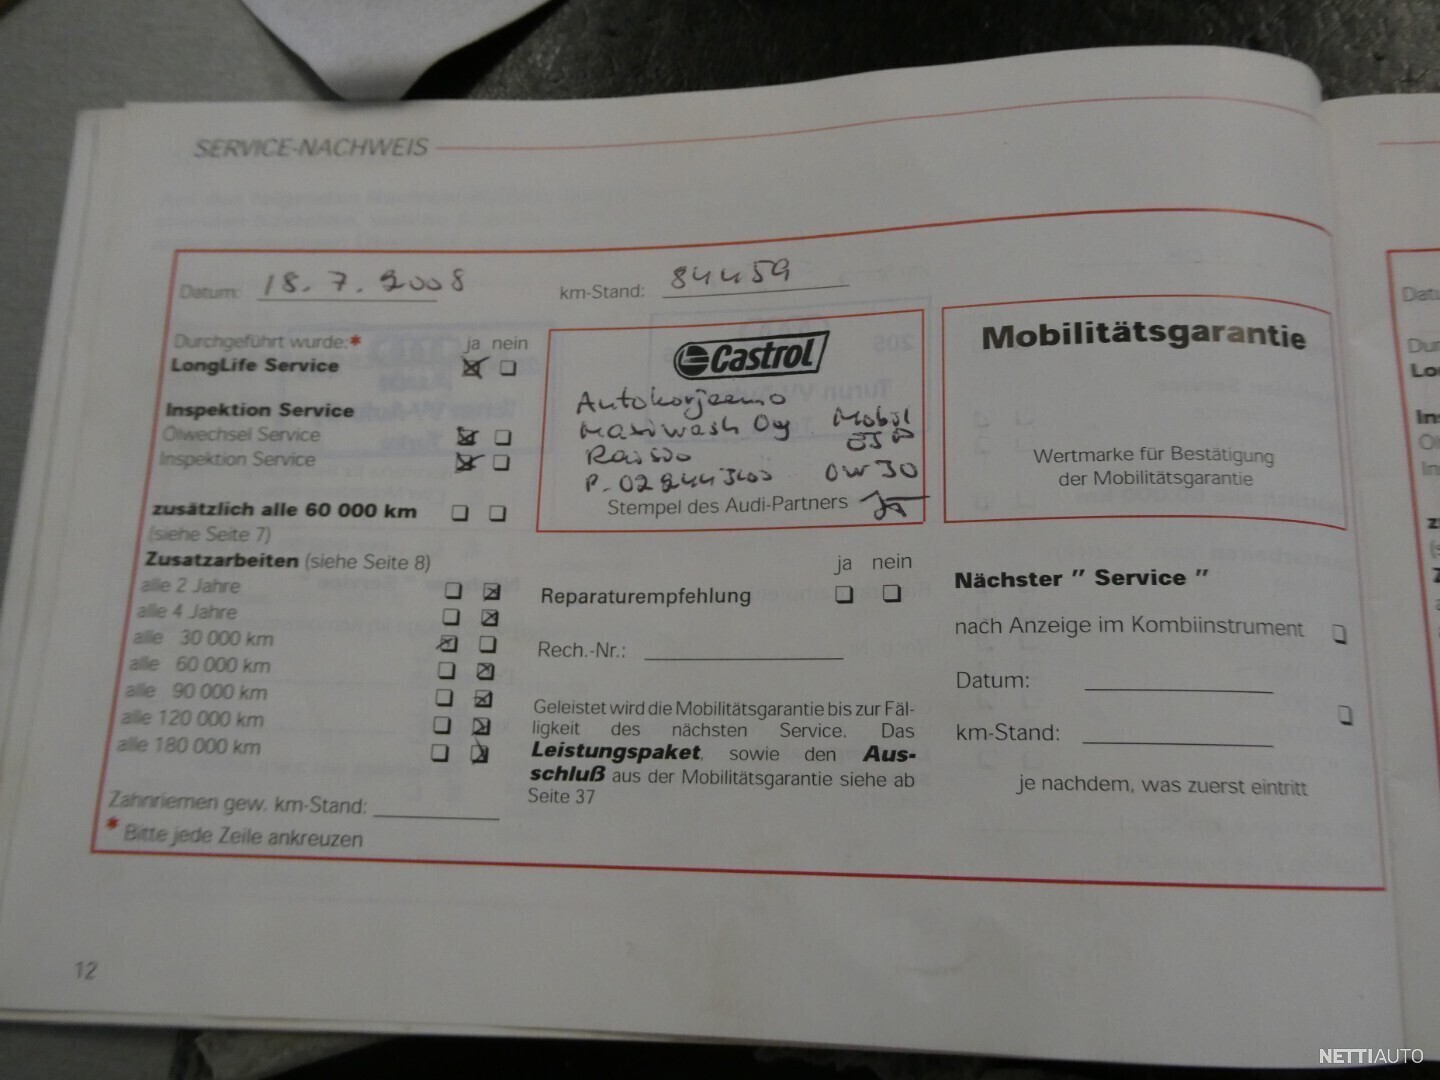 SERVICE-NACHWEIS
Datum: 18.7.2008
km-Stand: 84459
Durchgeführt wurde:* ja nein
LongLife Service
Inspektion Service
Ölwechsel Service
Inspektion Service
zusätzlich alle 60 000 km
(siehe Seite 7)
Zusatzarbeiten (siehe Seite 8)
alle 2 Jahre
alle 4 Jahre
alle 30 000 km
alle 60 000 km
alle 90 000 km
alle 120 000 km
alle 180 000 km
Zahnriemen gew. km-Stand:
* Bitte jede Zeile ankreuzen
Castrol
Autokorjaamo
Masiwash Oy Mobil
Raisio
P. 02 0W30
Stempel des Audi-Partners
ja nein
Reparaturempfehlung
Rech.-Nr.:
Geleistet wird die Mobilitätsgarantie bis zur Fäl-
ligkeit des nächsten Service. Das
Leistungspaket, sowie den Aus-
schluß aus der Mobilitätsgarantie siehe ab
Seite 37
Mobilitätsgarantie
Wertmarke für Bestätigung
der Mobilitätsgarantie
Nächster " Service "
nach Anzeige im Kombiinstrument
Datum:
km-Stand:
je nachdem, was zuerst eintritt
12
NETTIAUTO